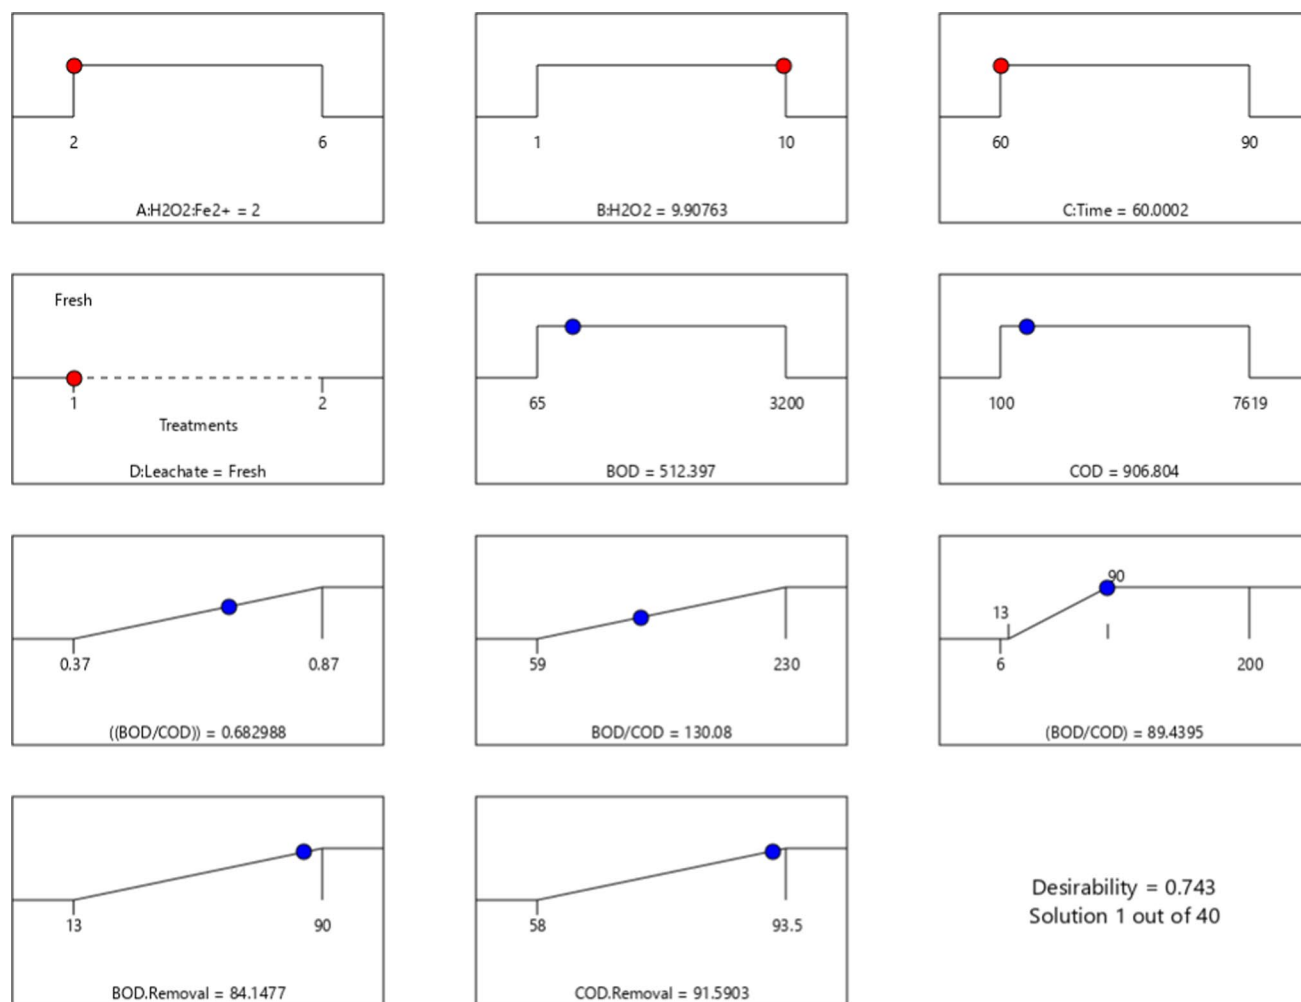 2 6
A:H2O2:Fe2+ = 2
1 10
B:H2O2 = 9.90763
60 90
C:Time = 60.0002
Fresh
1 2
Treatments
D:Leachate = Fresh
65 3200
BOD = 512.397
100 7619
COD = 906.804
0.37 0.87
((BOD/COD)) = 0.682988
59 230
BOD/COD = 130.08
90
13
6 200
(BOD/COD) = 89.4395
13 90
BOD.Removal = 84.1477
58 93.5
COD.Removal = 91.5903
Desirability = 0.743
Solution 1 out of 40